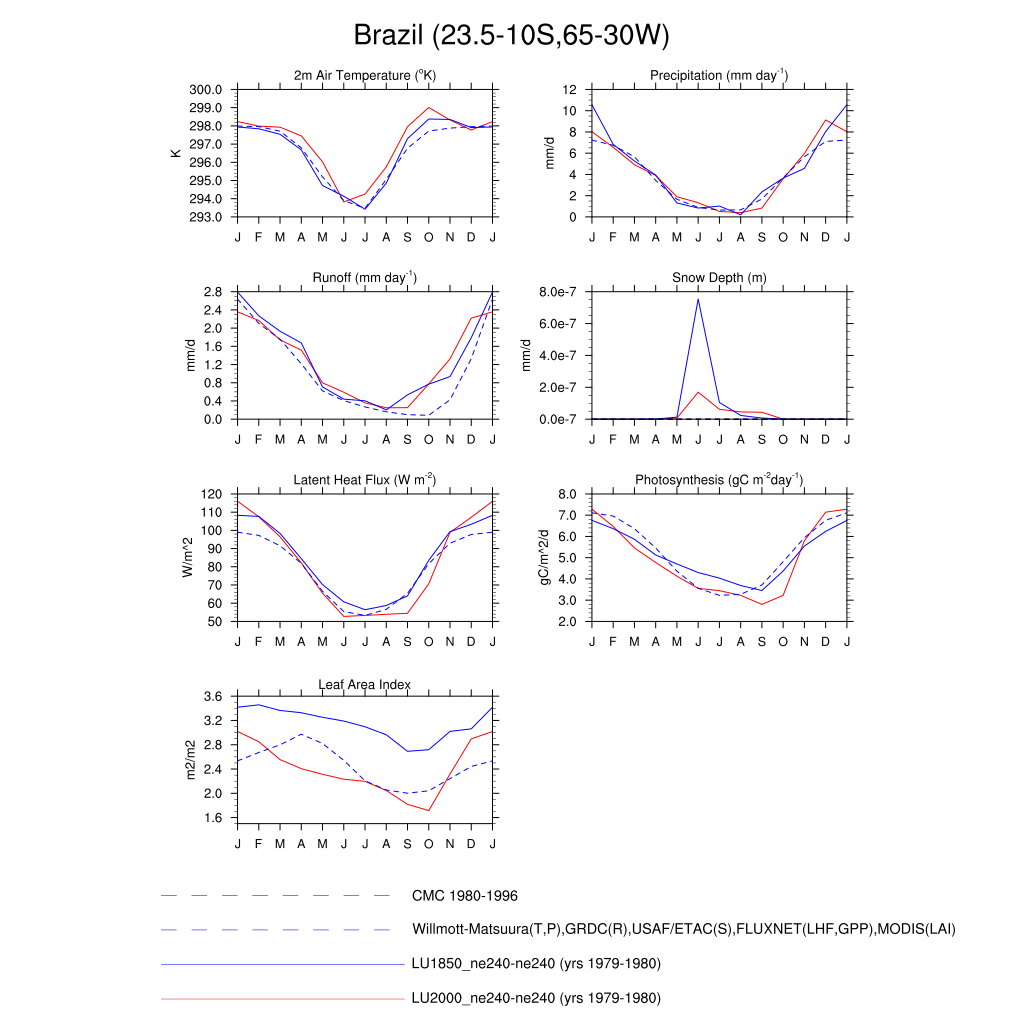 Brazil (23.5-10S,65-30W)
2m Air Temperature (°K)
300.0
299.0
298.0
297.0
296.0
295.0
294.0
293.0
K
J F M A M J J A S O N D J
Precipitation (mm day-1)
12
10
8
6
4
2
0
mm/d
J F M A M J J A S O N D J
Runoff (mm day-1)
2.8
2.4
2.0
1.6
1.2
0.8
0.4
0.0
mm/d
J F M A M J J A S O N D J
Snow Depth (m)
8.0e-7
6.0e-7
4.0e-7
2.0e-7
0.0e-7
mm/d
J F M A M J J A S O N D J
Latent Heat Flux (W m-2)
120
110
100
90
80
70
60
50
W/m^2
J F M A M J J A S O N D J
Photosynthesis (gC m-2day-1)
8.0
7.0
6.0
5.0
4.0
3.0
2.0
gC/m^2/d
J F M A M J J A S O N D J
Leaf Area Index
3.6
3.2
2.8
2.4
2.0
1.6
m2/m2
J F M A M J J A S O N D J
CMC 1980-1996
Willmott-Matsuura(T,P),GRDC(R),USAF/ETAC(S),FLUXNET(LHF,GPP),MODIS(LAI)
LU1850_ne240-ne240 (yrs 1979-1980)
LU2000_ne240-ne240 (yrs 1979-1980)